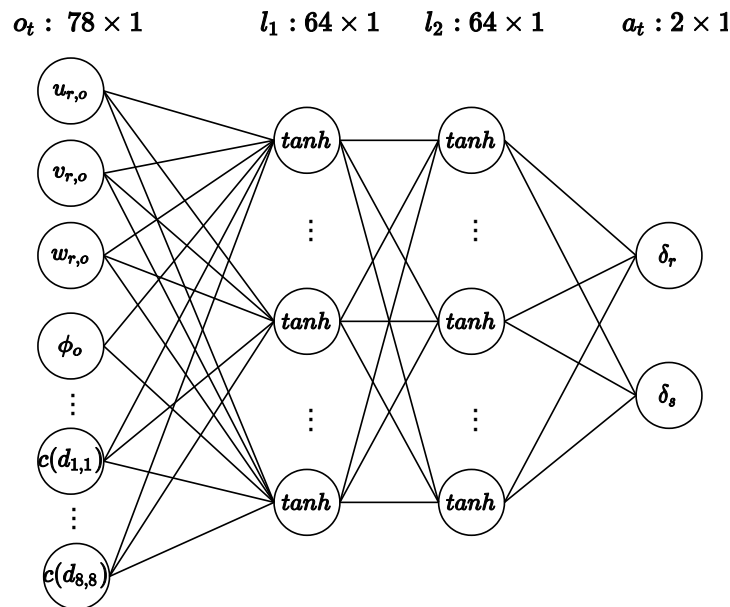 o_t : 78 × 1 l_1 : 64 × 1 l_2 : 64 × 1 a_t : 2 × 1
u_{r,o}
v_{r,o}
w_{r,o}
ϕ_o
⋮
c(d_{1,1})
⋮
c(d_{8,8})
tanh
⋮
tanh
⋮
tanh
tanh
⋮
tanh
⋮
tanh
δ_r
δ_s